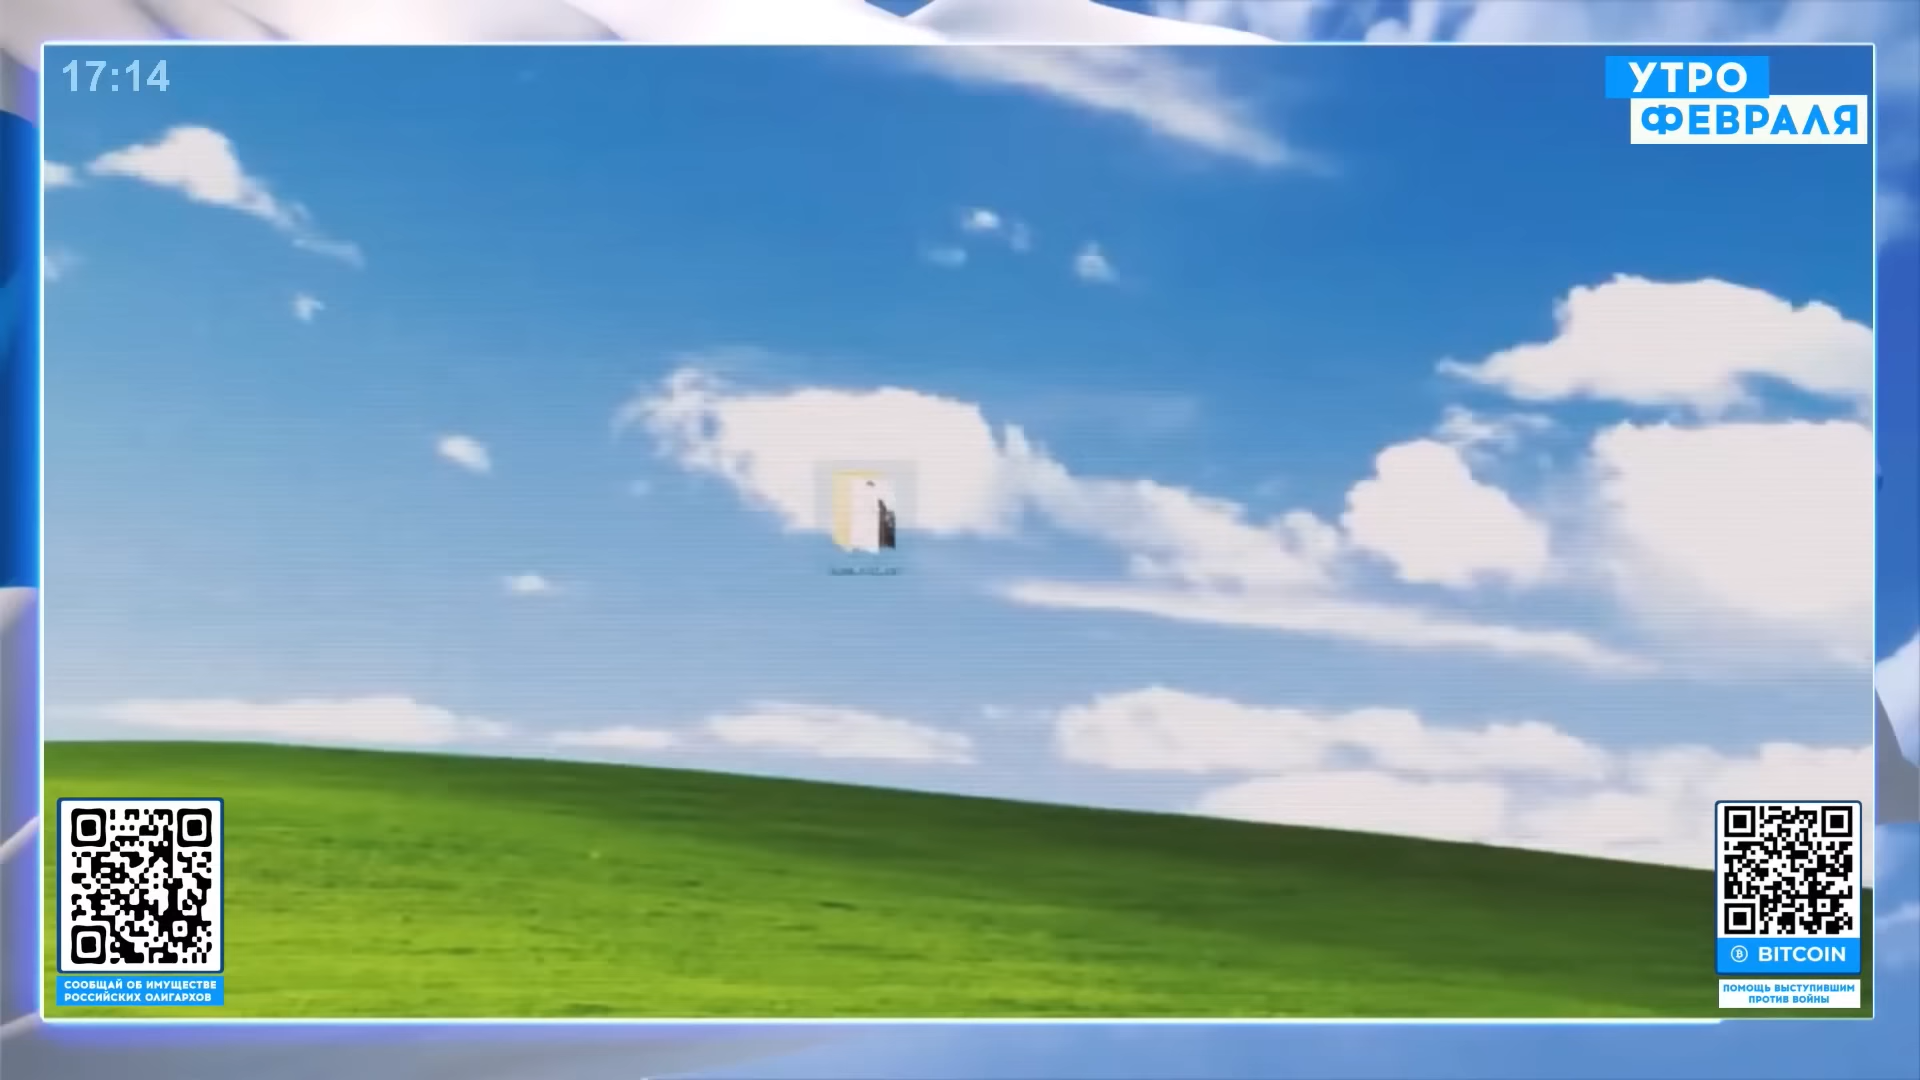 17:14
УТРО
ФЕВРАЛЯ
СООБЩАЙ ОБ ИМУЩЕСТВЕ
РОССИЙСКИХ ОЛИГАРХОВ
BITCOIN
ПОМОЩЬ ВЫСТУПИВШИМ
ПРОТИВ ВОЙНЫ